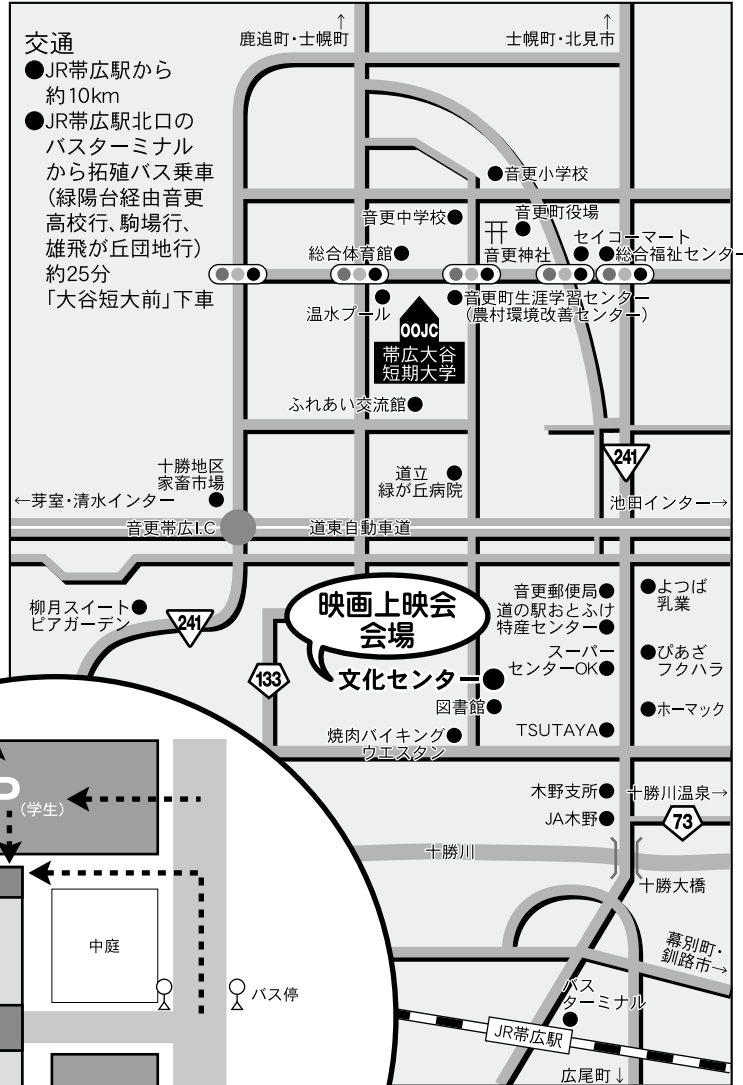 交通
●JR帯広駅から
約10km
●JR帯広駅北口の
バスターミナル
から拓殖バス乗車
(緑陽台経由音更
高校行、駒場行、
雄飛が丘団地行)
約25分
「大谷短大前」下車
↑
鹿追町・士幌町
↑
士幌町・北見市
●音更小学校
音更中学校●
音更町役場
音更神社
セイコーマート
総合体育館●
●総合福祉センター
温水プール
●音更町生涯学習センター
(農村環境改善センター)
OOJC
帯広大谷
短期大学
ふれあい交流館●
十勝地区
家畜市場
道立
緑が丘病院
241
←芽室・清水インター
池田インター→
音更帯広I.C
道東自動車道
柳月スイート●
ピアガーデン
241
映画上映会
会場
音更郵便局●
道の駅おとふけ
特産センター●
●よつば
乳業
133
文化センター●
スーパー
センターOK●
●ぴあざ
フクハラ
図書館●
●ホーマック
焼肉バイキング●
ウエスタン
TSUTAYA●
木野支所●
十勝川温泉→
JA木野●
73
十勝川
十勝大橋
幕別町・
釧路市→
バス
ターミナル
JR帯広駅
広尾町↓
P
(学生)
中庭
バス停